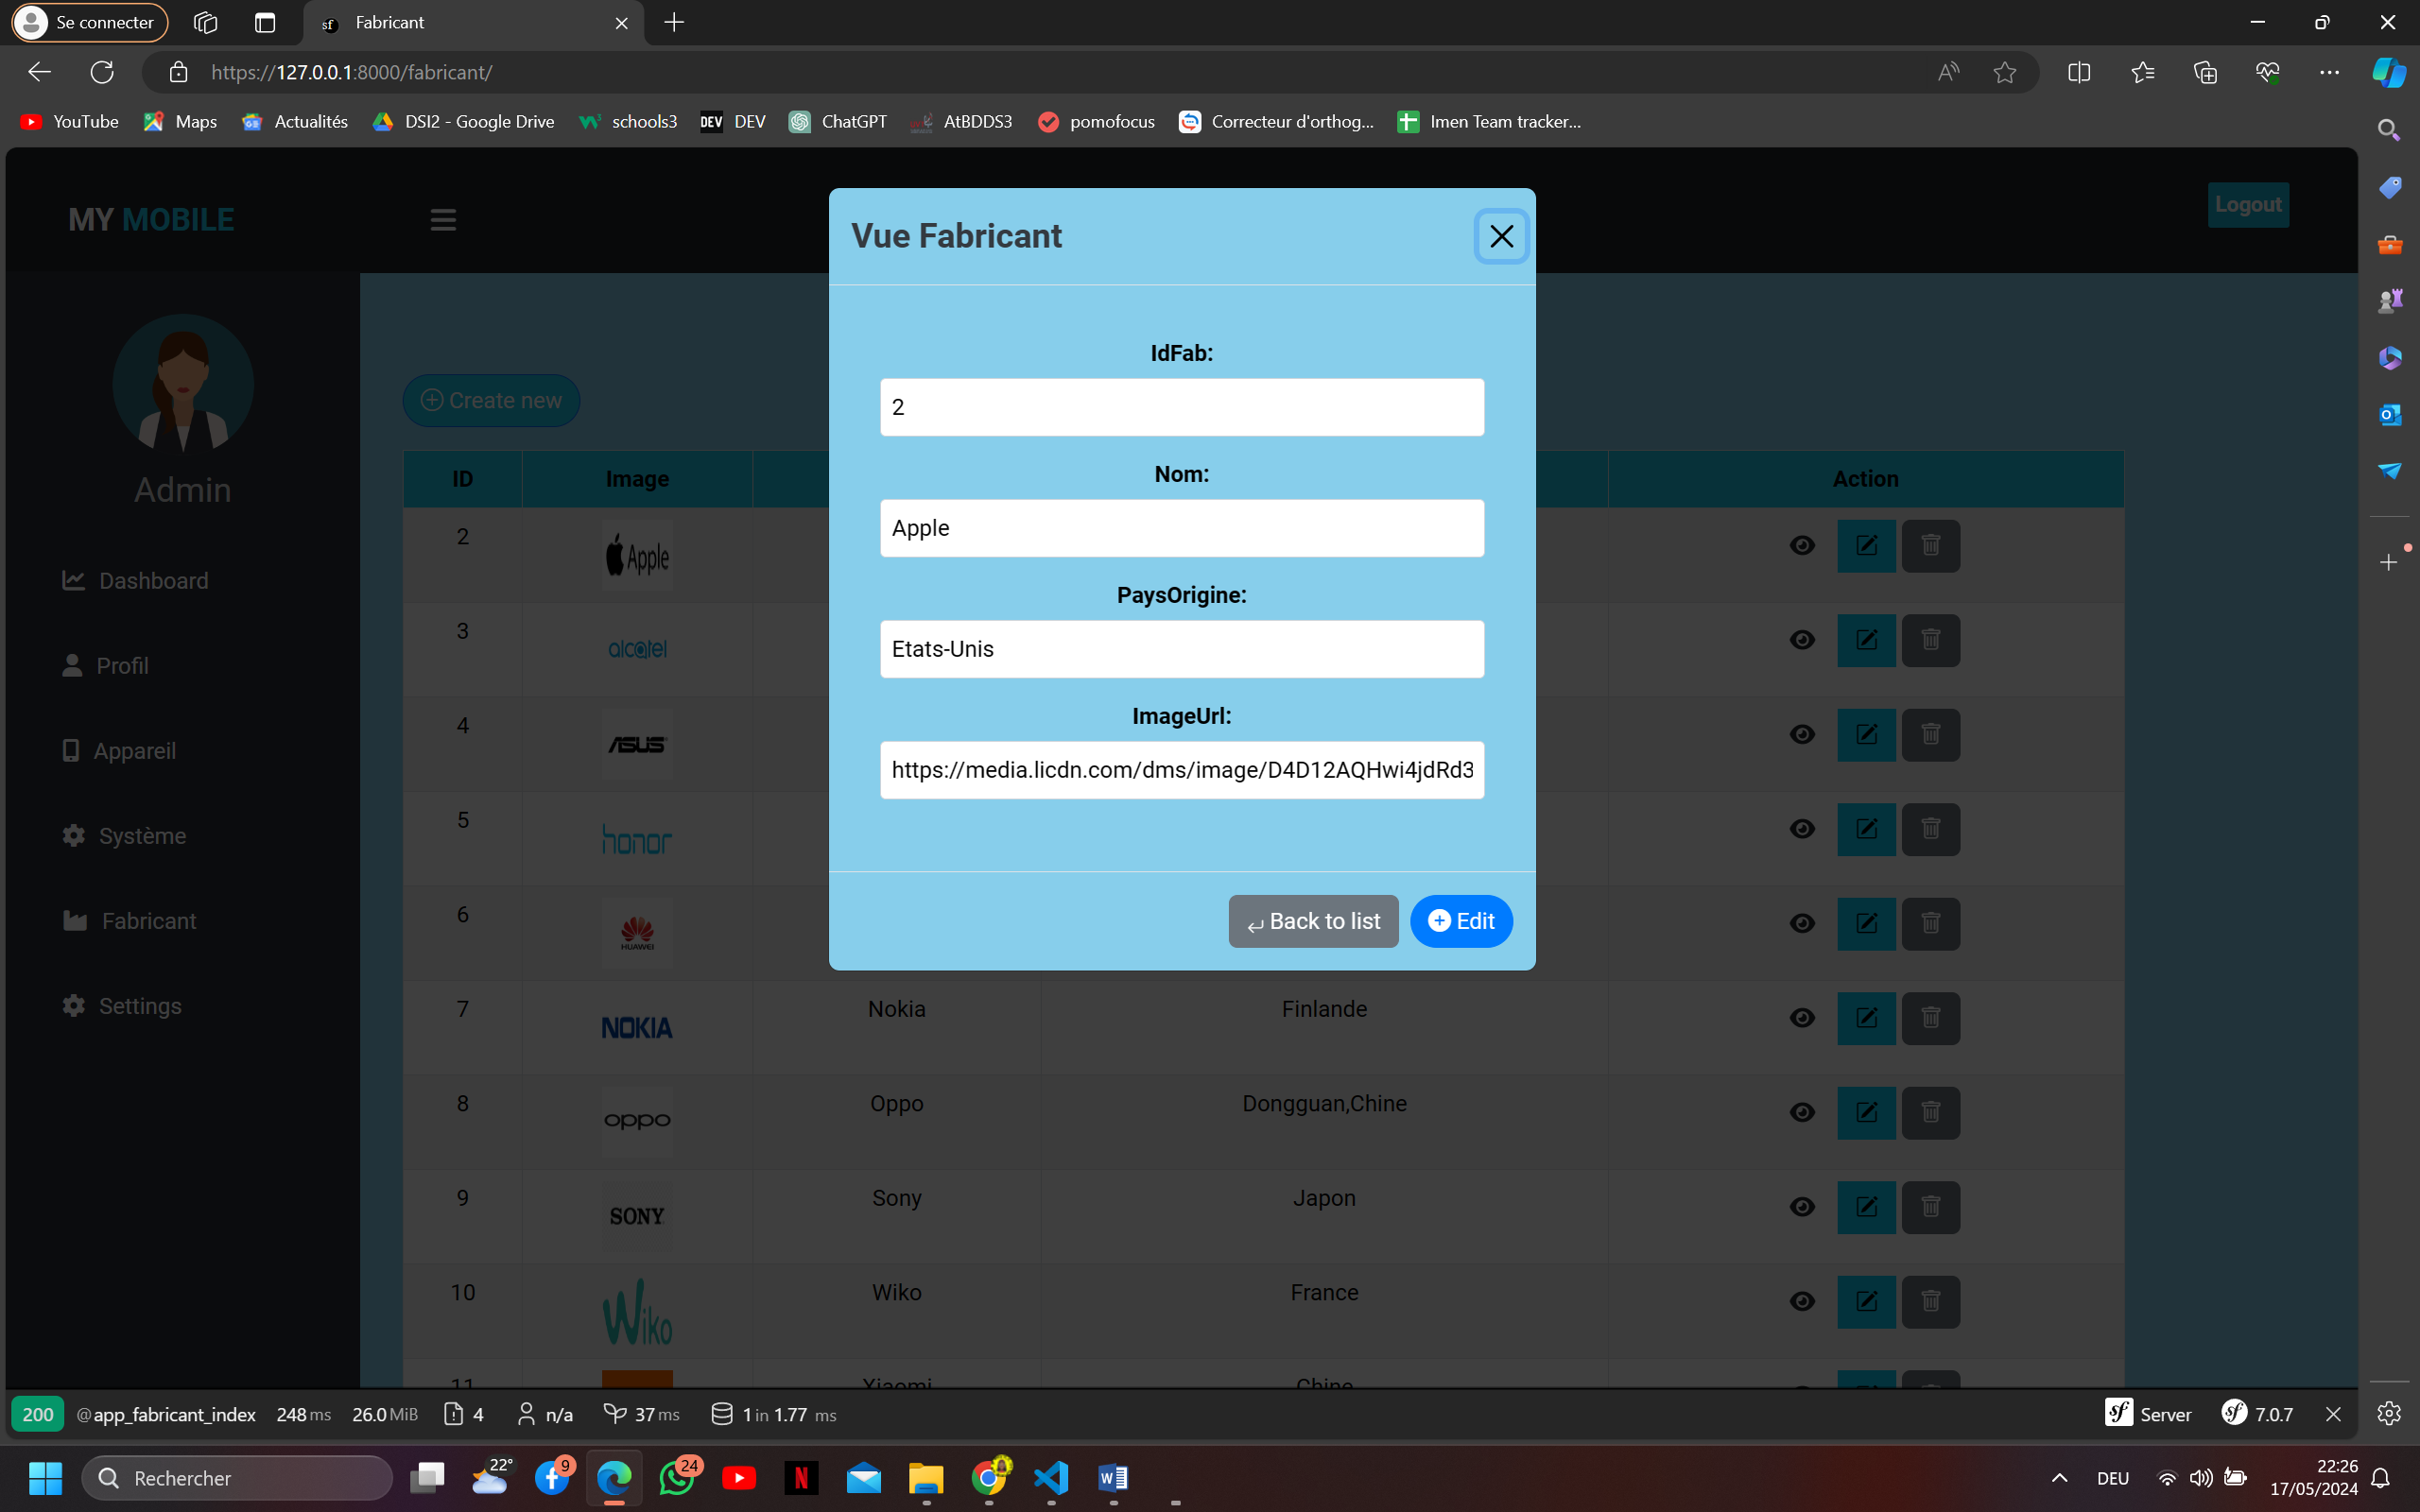 Se connecter
Fabricant
https://127.0.0.1:8000/fabricant/
YouTube
Maps
Actualités
DSI2 - Google Drive
schools3
DEV
DEV
ChatGPT
AtBDDS3
pomofocus
Correcteur d'orthog...
Imen Team tracker...
MY MOBILE
Logout
Vue Fabricant
IdFab:
2
Nom:
Apple
PaysOrigine:
Etats-Unis
ImageUrl:
https://media.licdn.com/dms/image/D4D12AQHwi4jdRd3
Back to list
Edit
Admin
Dashboard
Profil
Appareil
Système
Fabricant
Settings
Create new
ID Image Action
2 Apple
3 alcatel
4 ASUS
5 honor
6 HUAWEI
7 NOKIA Nokia Finlande
8 oppo Oppo Dongguan,Chine
9 SONY Sony Japon
10 Wiko Wiko France
11 Xiaomi Chine
200 @app_fabricant_index 248 ms 26.0 MiB 4 n/a 37 ms 1 in 1.77 ms
sf Server sf 7.0.7
Rechercher
22°
9
24
DEU
22:26
17/05/2024